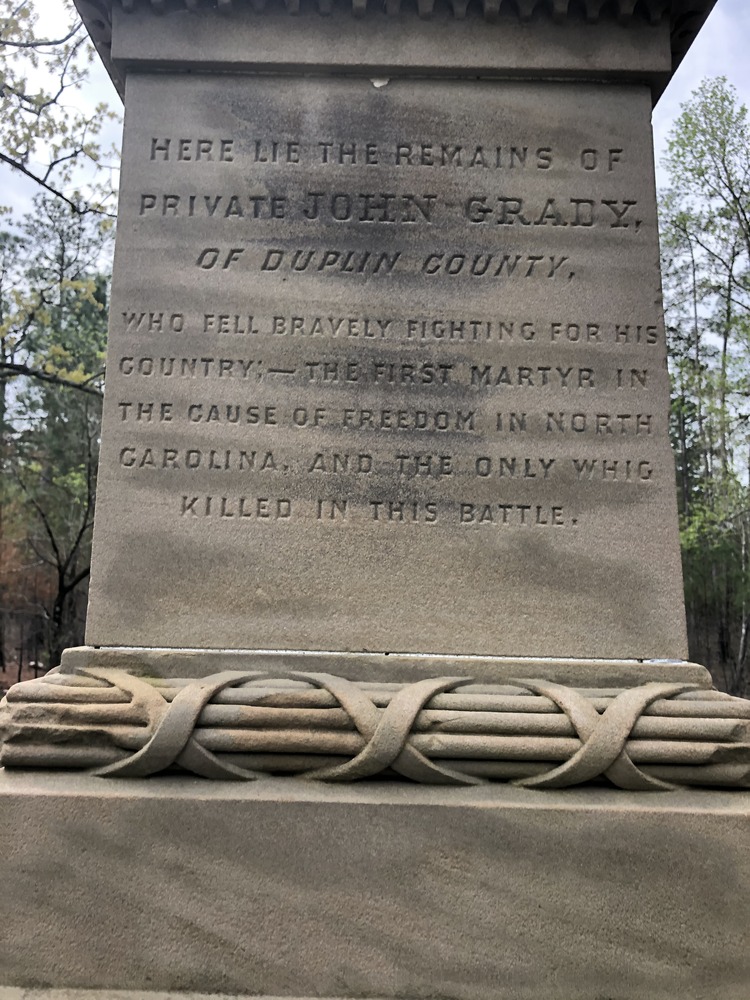 HERE LIE THE REMAINS OF
PRIVATE JOHN GRADY,
OF DUPLIN COUNTY,
WHO FELL BRAVELY FIGHTING FOR HIS
COUNTRY;— THE FIRST MARTYR IN
THE CAUSE OF FREEDOM IN NORTH
CAROLINA, AND THE ONLY WHIG
KILLED IN THIS BATTLE.